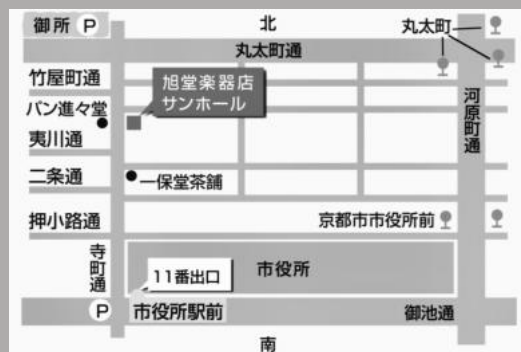 御所 P
北
丸太町
丸太町通
竹屋町通
旭堂楽器店
サンホール
パン進々堂
夷川通
河原町通
二条通
一保堂茶舗
押小路通
京都市市役所前
寺町通
11番出口
市役所
P
市役所駅前
御池通
南